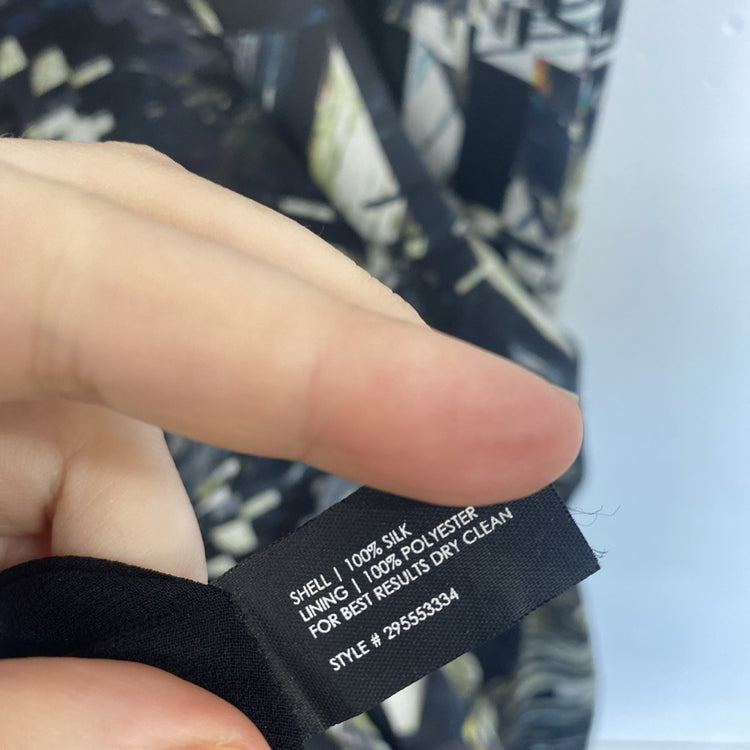 SHELL | 100% SILK
LINING | 100% POLYESTER
FOR BEST RESULTS DRY CLEAN
STYLE # 295553334